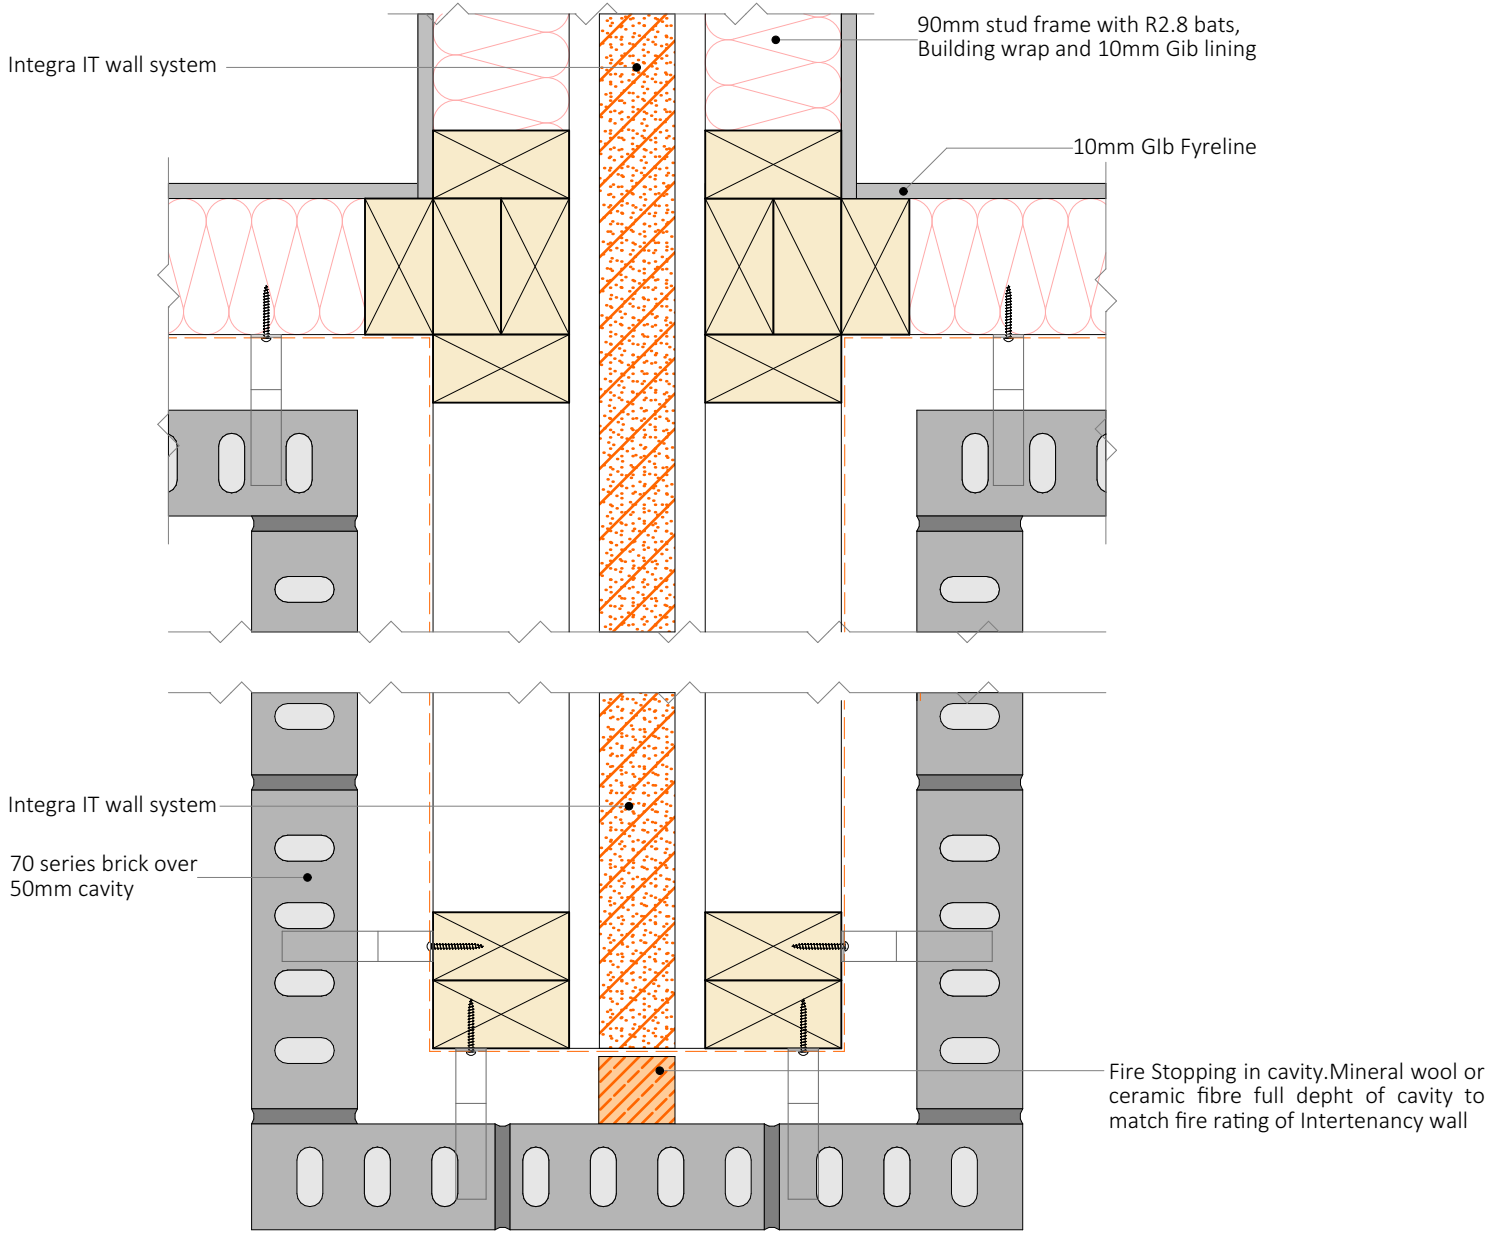 90mm stud frame with R2.8 bats,
Building wrap and 10mm Gib lining
Integra IT wall system
10mm GIb Fyreline
Integra IT wall system
70 series brick over
50mm cavity
Fire Stopping in cavity.Mineral wool or
ceramic fibre full depht of cavity to
match fire rating of Intertenancy wall